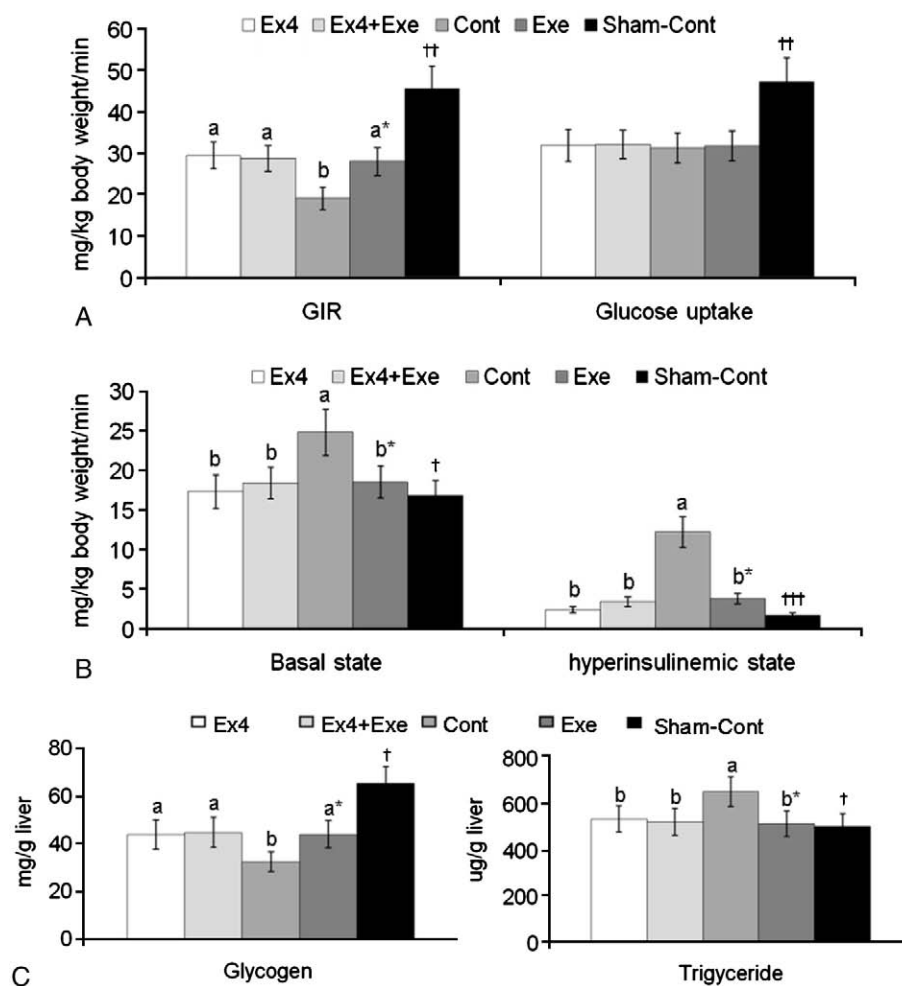 Ex4 Ex4+Exe Cont Exe Sham-Cont
mg/kg body weight/min
60
50
40
30
20
10
0
a a b a* ††
††
GIR Glucose uptake
A
Ex4 Ex4+Exe Cont Exe Sham-Cont
mg/kg body weight/min
30
25
20
15
10
5
0
b b a b* †
b b a b* †††
Basal state hyperinsulinemic state
B
Ex4 Ex4+Exe Cont Exe Sham-Cont
mg/g liver
80
60
40
20
0
a a b a* †
Glycogen
ug/g liver
800
600
400
200
0
b b a b* †
Trigyceride
C